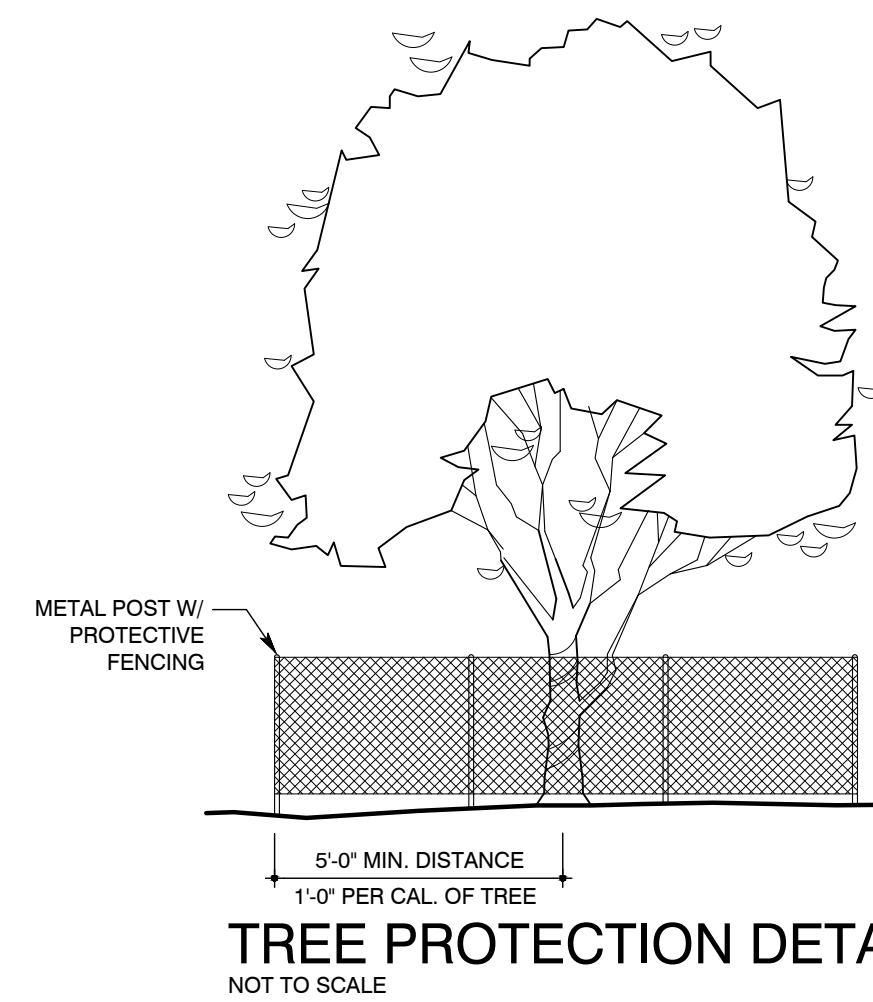 METAL POST W/
PROTECTIVE
FENCING
5'-0" MIN. DISTANCE
1'-0" PER CAL. OF TREE
TREE PROTECTION
NOT TO SCALE